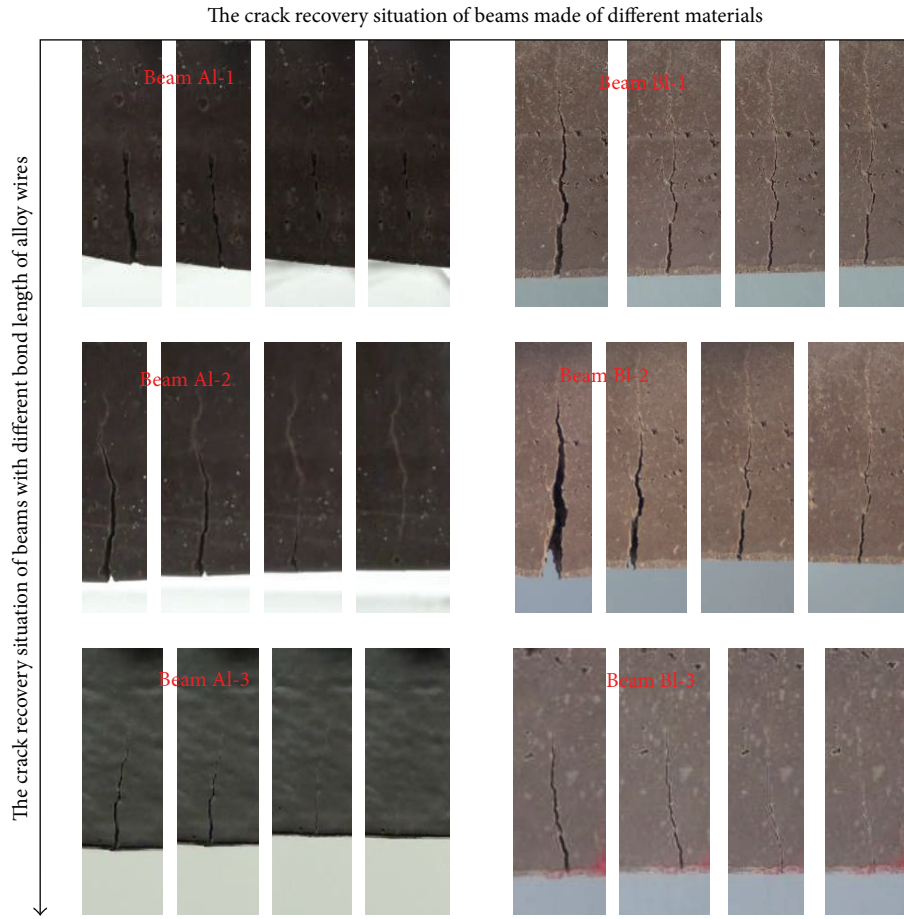 The crack recovery situation of beams made of different materials
The crack recovery situation of beams with different bond length of alloy wires
Beam Al-1
Beam Bl-1
Beam Al-2
Beam Bl-2
Beam Al-3
Beam Bl-3